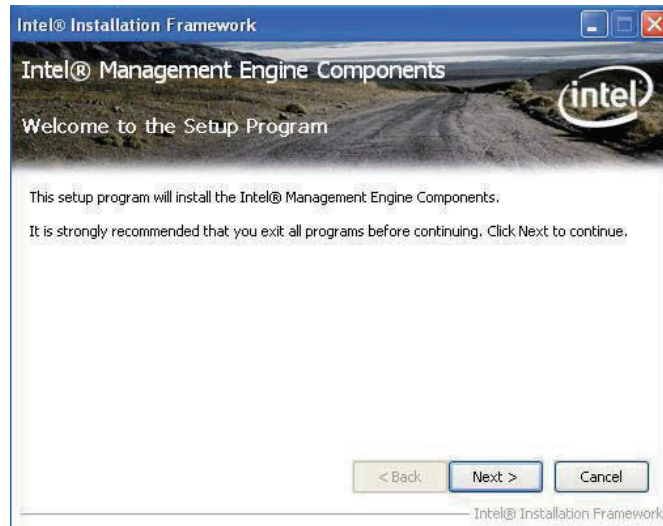 Intel® Installation Framework
Intel® Management Engine Components
intel
Welcome to the Setup Program
This setup program will install the Intel® Management Engine Components.
It is strongly recommended that you exit all programs before continuing. Click Next to continue.
< Back Next > Cancel
Intel® Installation Framework